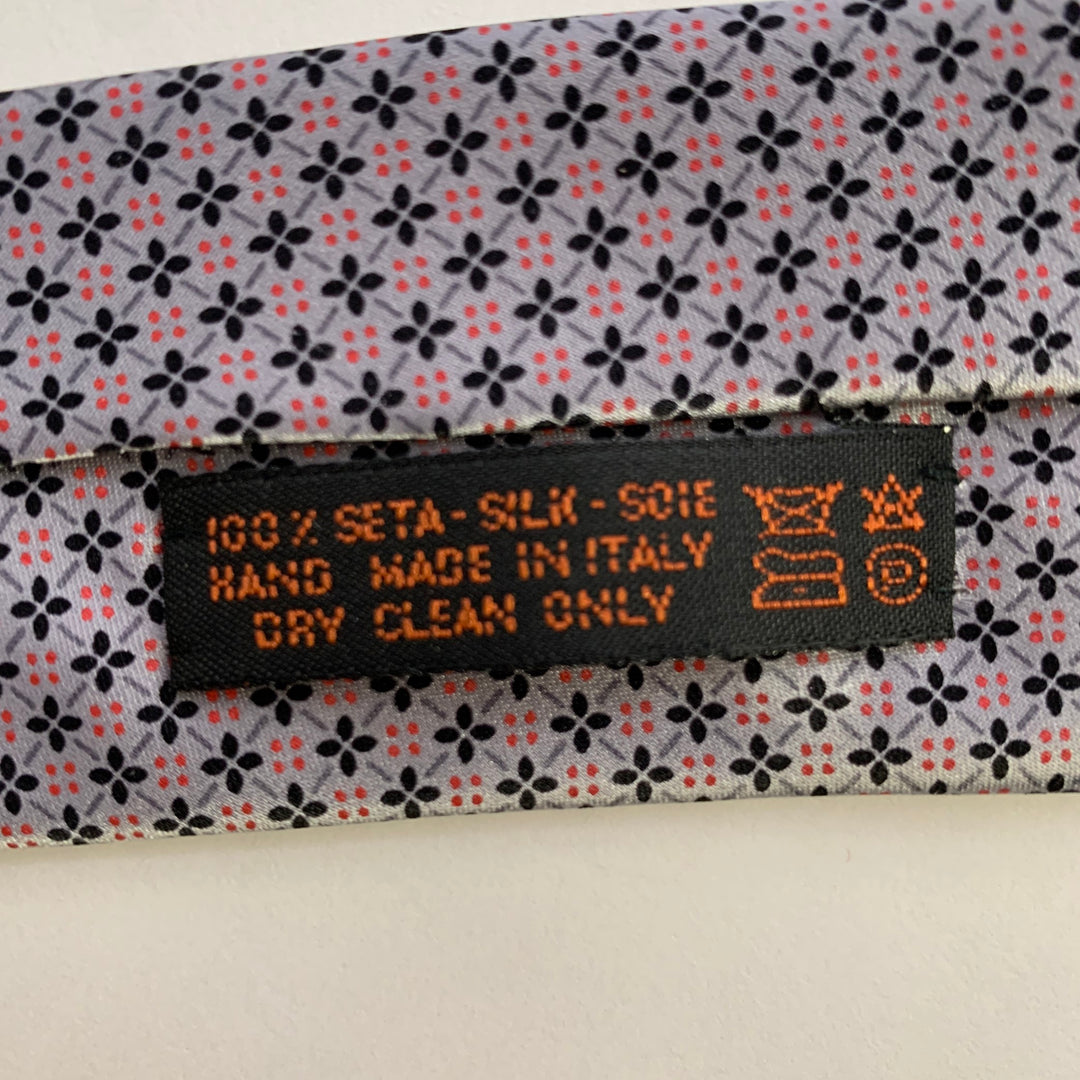 100% SETA - SILK - SOIE
HAND MADE IN ITALY
DRY CLEAN ONLY